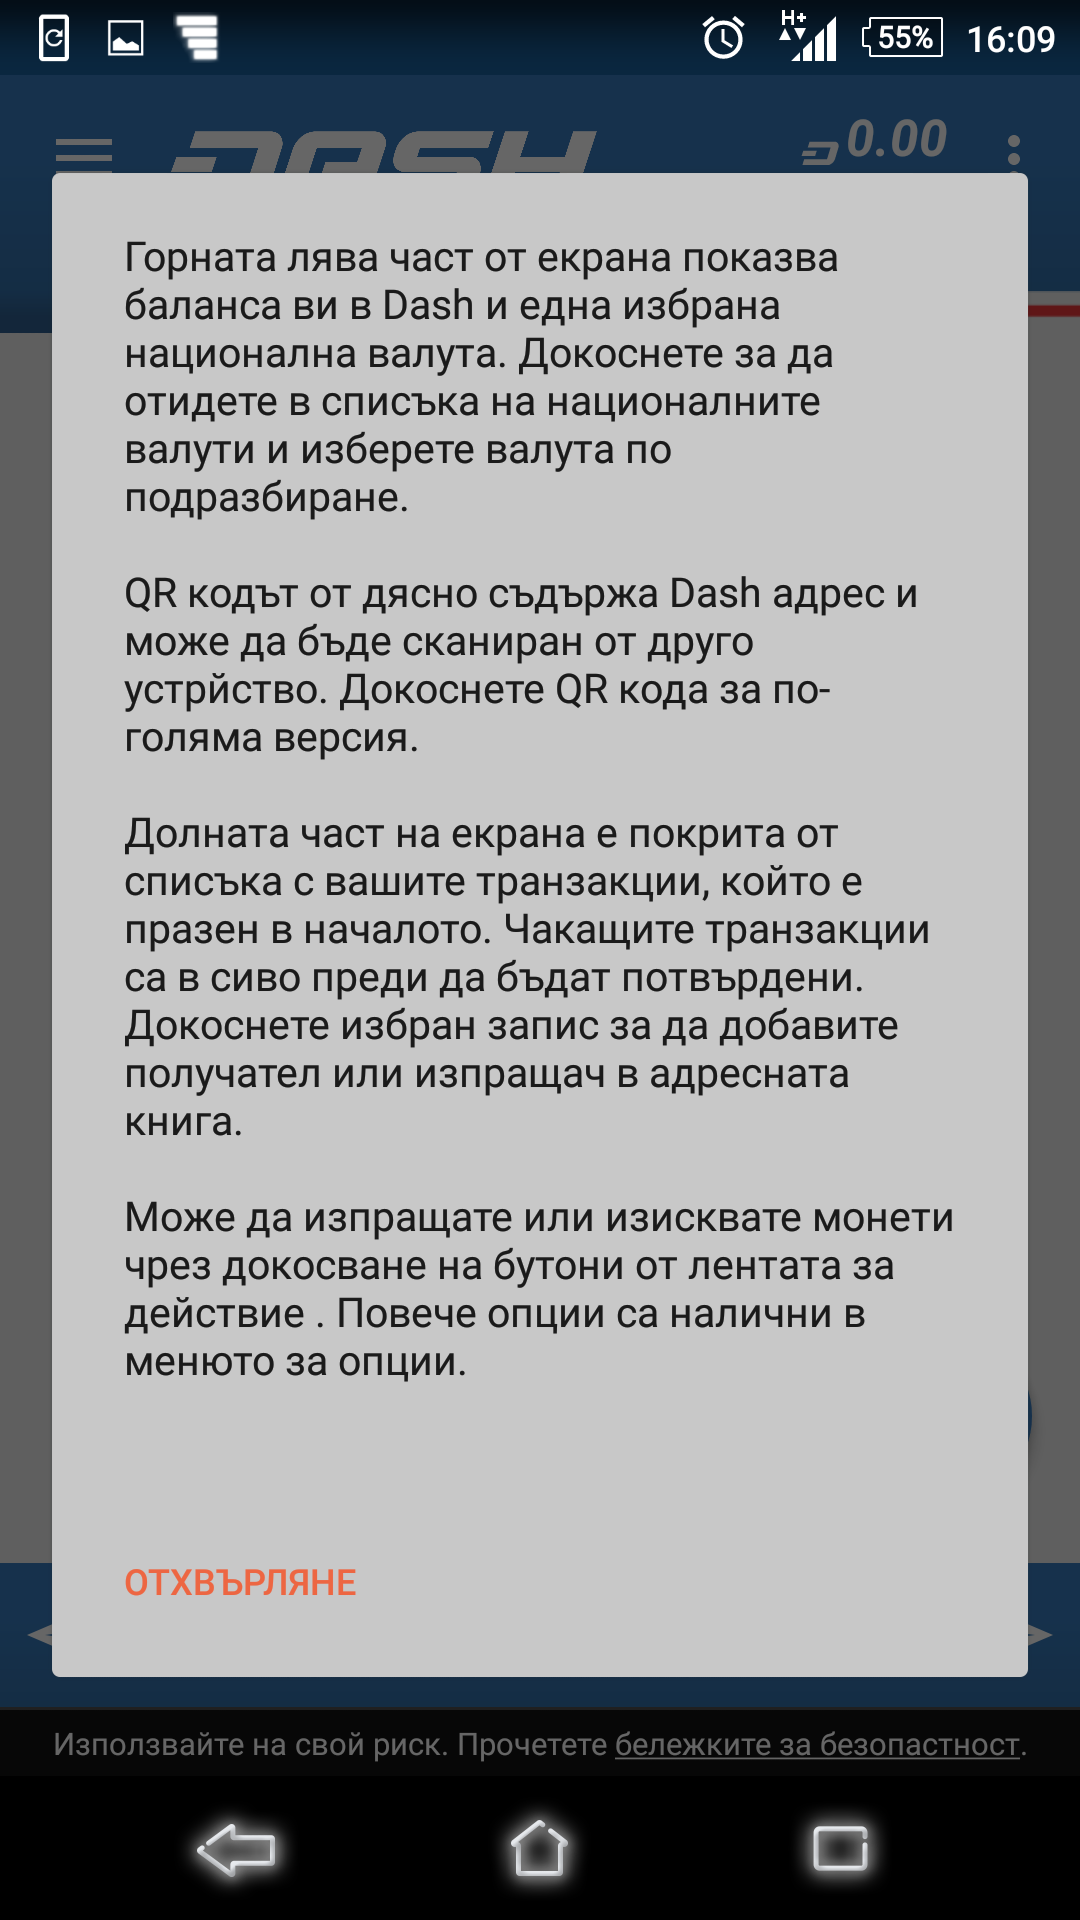 H+
55%
16:09
DASH
0.00
Горната лява част от екрана показва
баланса ви в Dash и една избрана
национална валута. Докоснете за да
отидете в списъка на националните
валути и изберете валута по
подразбиране.
QR кодът от дясно съдържа Dash адрес и
може да бъде сканиран от друго
устрйство. Докоснете QR кода за по-
голяма версия.
Долната част на екрана е покрита от
списъка с вашите транзакции, който е
празен в началото. Чакащите транзакции
са в сиво преди да бъдат потвърдени.
Докоснете избран запис за да добавите
получател или изпращач в адресната
книга.
Може да изпращате или изисквате монети
чрез докосване на бутони от лентата за
действие . Повече опции са налични в
менюто за опции.
ОТХВЪРЛЯНЕ
Използвайте на свой риск. Прочетете бележките за безопастност.